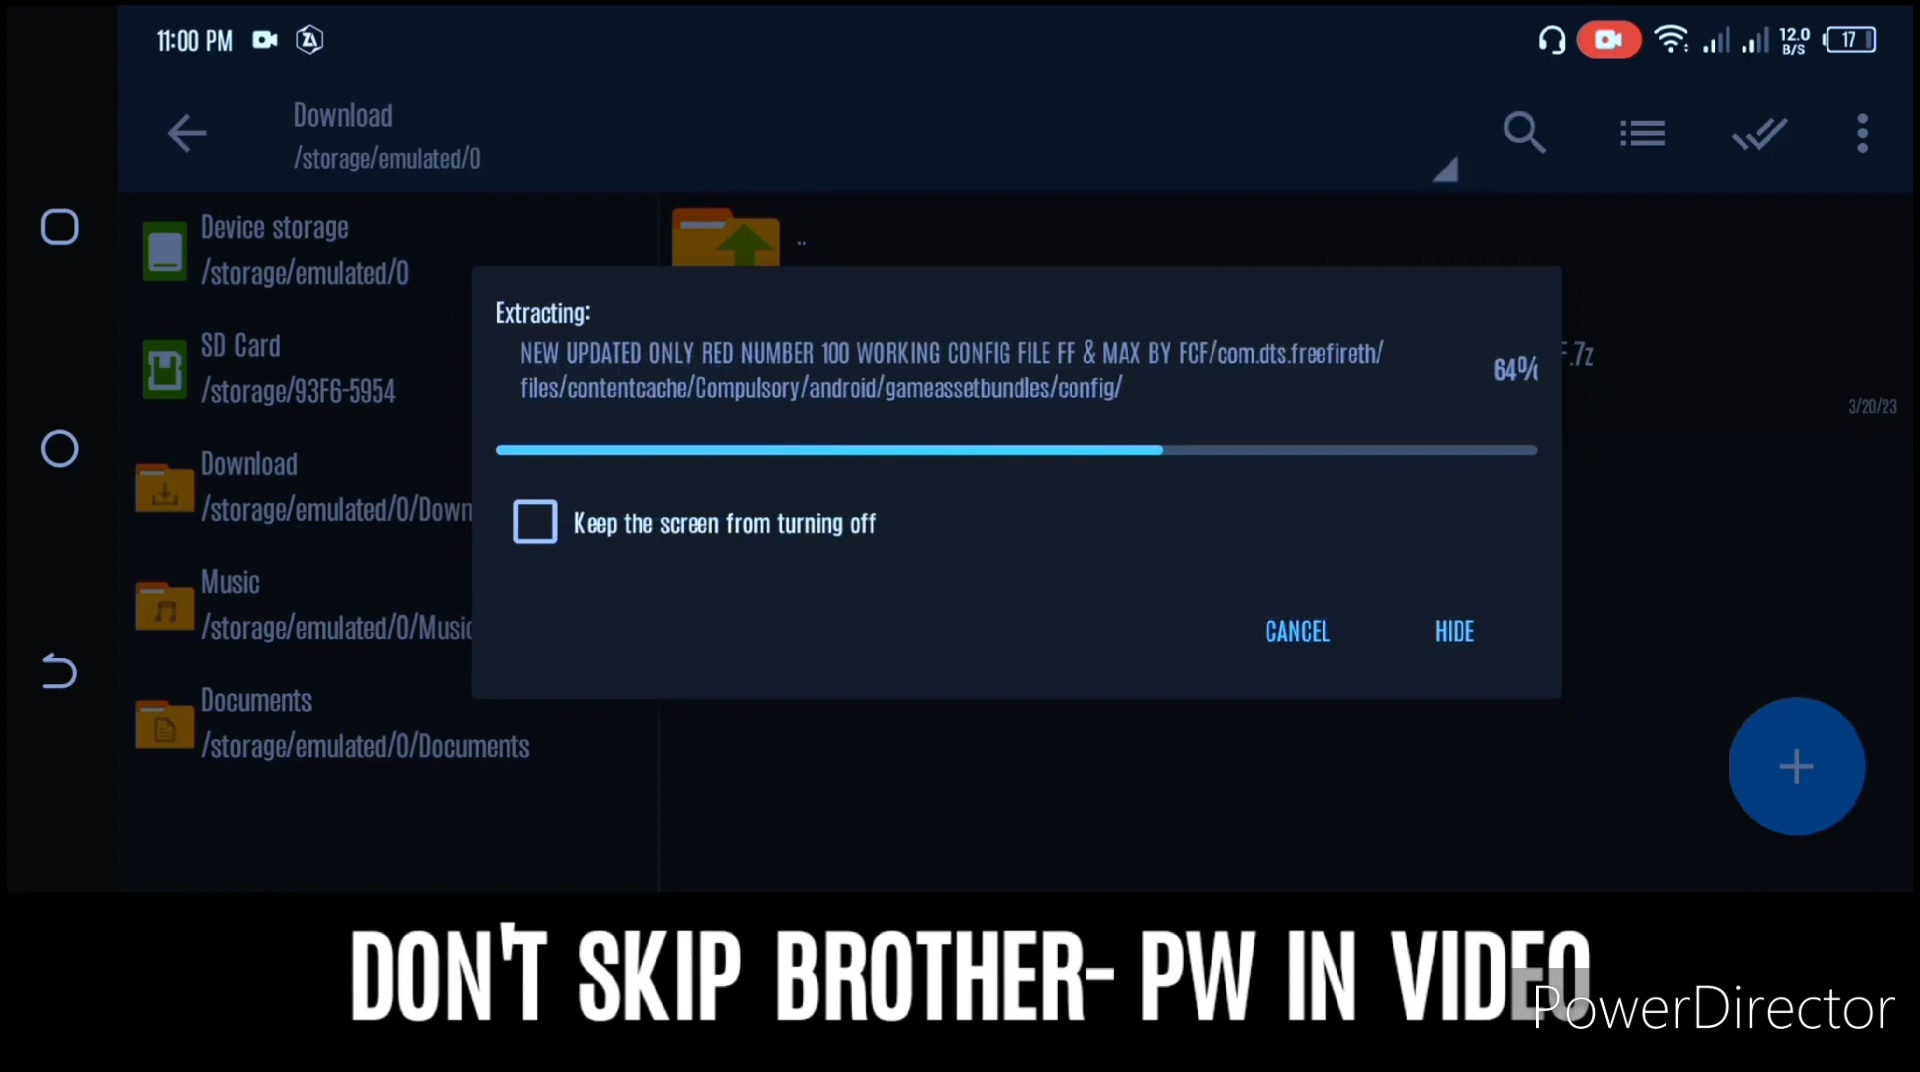 11:00 PM
12.0
B/S
17
Download
/storage/emulated/0
Device storage
/storage/emulated/0
..
SD Card
/storage/93F6-5954
Extracting:
NEW UPDATED ONLY RED NUMBER 100 WORKING CONFIG FILE FF & MAX BY FCF/com.dts.freefireth/
files/contentcache/Compulsory/android/gameassetbundles/config/
64%
.7z
3/20/23
Download
/storage/emulated/0/Down
Keep the screen from turning off
Music
/storage/emulated/0/Music
CANCEL
HIDE
Documents
/storage/emulated/0/Documents
DON'T SKIP BROTHER- PW IN VIDEO
PowerDirector